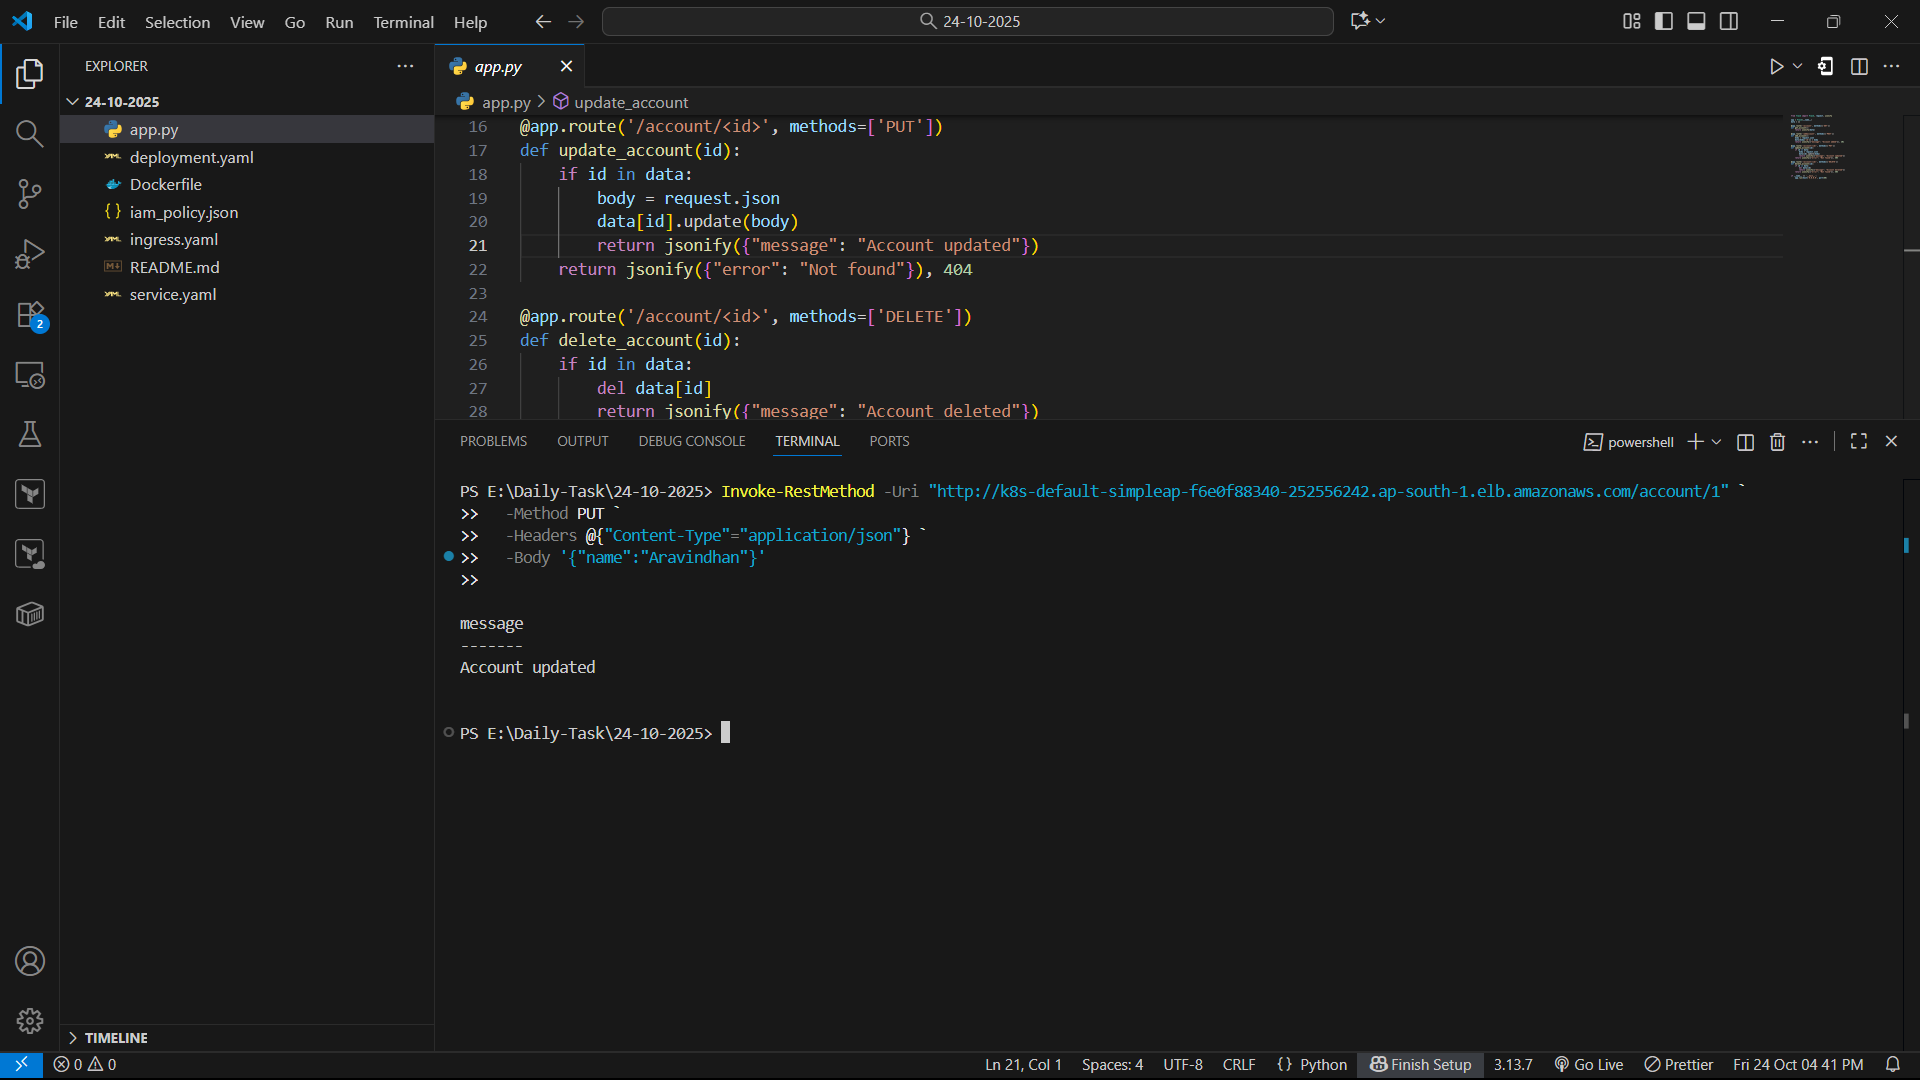 File Edit Selection View Go Run Terminal Help
24-10-2025
EXPLORER
24-10-2025
app.py
deployment.yaml
Dockerfile
iam_policy.json
ingress.yaml
README.md
service.yaml
TIMELINE
2
app.py
app.py > update_account
16 @app.route('/account/<id>', methods=['PUT'])
17 def update_account(id):
18 if id in data:
19 body = request.json
20 data[id].update(body)
21 return jsonify({"message": "Account updated"})
22 return jsonify({"error": "Not found"}), 404
23
24 @app.route('/account/<id>', methods=['DELETE'])
25 def delete_account(id):
26 if id in data:
27 del data[id]
28 return jsonify({"message": "Account deleted"})
PROBLEMS OUTPUT DEBUG CONSOLE TERMINAL PORTS
powershell
PS E:\Daily-Task\24-10-2025> Invoke-RestMethod -Uri "http://k8s-default-simpleap-f6e0f88340-252556242.ap-south-1.elb.amazonaws.com/account/1" `
>> -Method PUT `
>> -Headers @{"Content-Type"="application/json"} `
>> -Body '{"name":"Aravindhan"}'
>>
message
-------
Account updated
PS E:\Daily-Task\24-10-2025>
0 0
Ln 21, Col 1 Spaces: 4 UTF-8 CRLF {} Python Finish Setup 3.13.7 Go Live Prettier Fri 24 Oct 04:41 PM